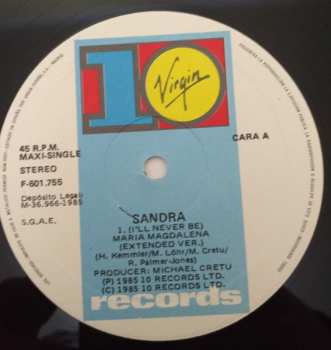 10
Virgin
45 R.P.M.
MAXI-SINGLE
STEREO
F-601.755
Depósito Legal
M-36.966-1985
S.G.A.E.
CARA A
SANDRA
1. (I'LL NEVER BE)
MARIA MAGDALENA
(EXTENDED VER.)
(H. Kemmler/M. Löhr/M. Cretu/
R. Palmer-Jones)
PRODUCER: MICHAEL CRETU
(P) 1985 10 RECORDS LTD.
(C) 1985 10 RECORDS LTD.
records